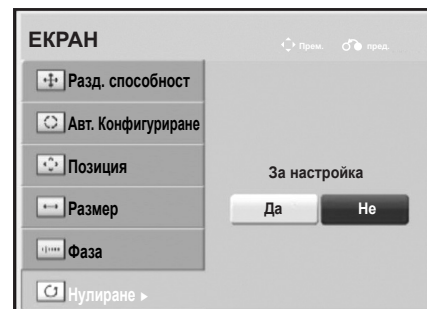 ЕКРАН
Прем. пред.
Разд. способност
Авт. Конфигуриране
Позиция
За настройка
Размер
Да Не
Фаза
Нулиране ►